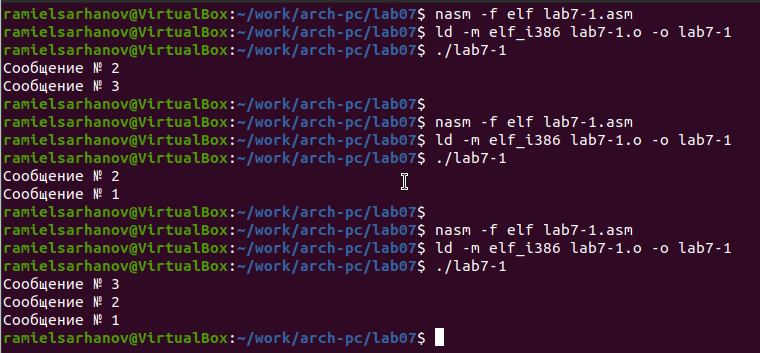 ramielsarhanov@VirtualBox:~/work/arch-pc/lab07$ nasm -f elf lab7-1.asm
ramielsarhanov@VirtualBox:~/work/arch-pc/lab07$ ld -m elf_i386 lab7-1.o -o lab7-1
ramielsarhanov@VirtualBox:~/work/arch-pc/lab07$ ./lab7-1
Сообщение № 2
Сообщение № 3
ramielsarhanov@VirtualBox:~/work/arch-pc/lab07$
ramielsarhanov@VirtualBox:~/work/arch-pc/lab07$ nasm -f elf lab7-1.asm
ramielsarhanov@VirtualBox:~/work/arch-pc/lab07$ ld -m elf_i386 lab7-1.o -o lab7-1
ramielsarhanov@VirtualBox:~/work/arch-pc/lab07$ ./lab7-1
Сообщение № 2
Сообщение № 1
ramielsarhanov@VirtualBox:~/work/arch-pc/lab07$
ramielsarhanov@VirtualBox:~/work/arch-pc/lab07$ nasm -f elf lab7-1.asm
ramielsarhanov@VirtualBox:~/work/arch-pc/lab07$ ld -m elf_i386 lab7-1.o -o lab7-1
ramielsarhanov@VirtualBox:~/work/arch-pc/lab07$ ./lab7-1
Сообщение № 3
Сообщение № 2
Сообщение № 1
ramielsarhanov@VirtualBox:~/work/arch-pc/lab07$